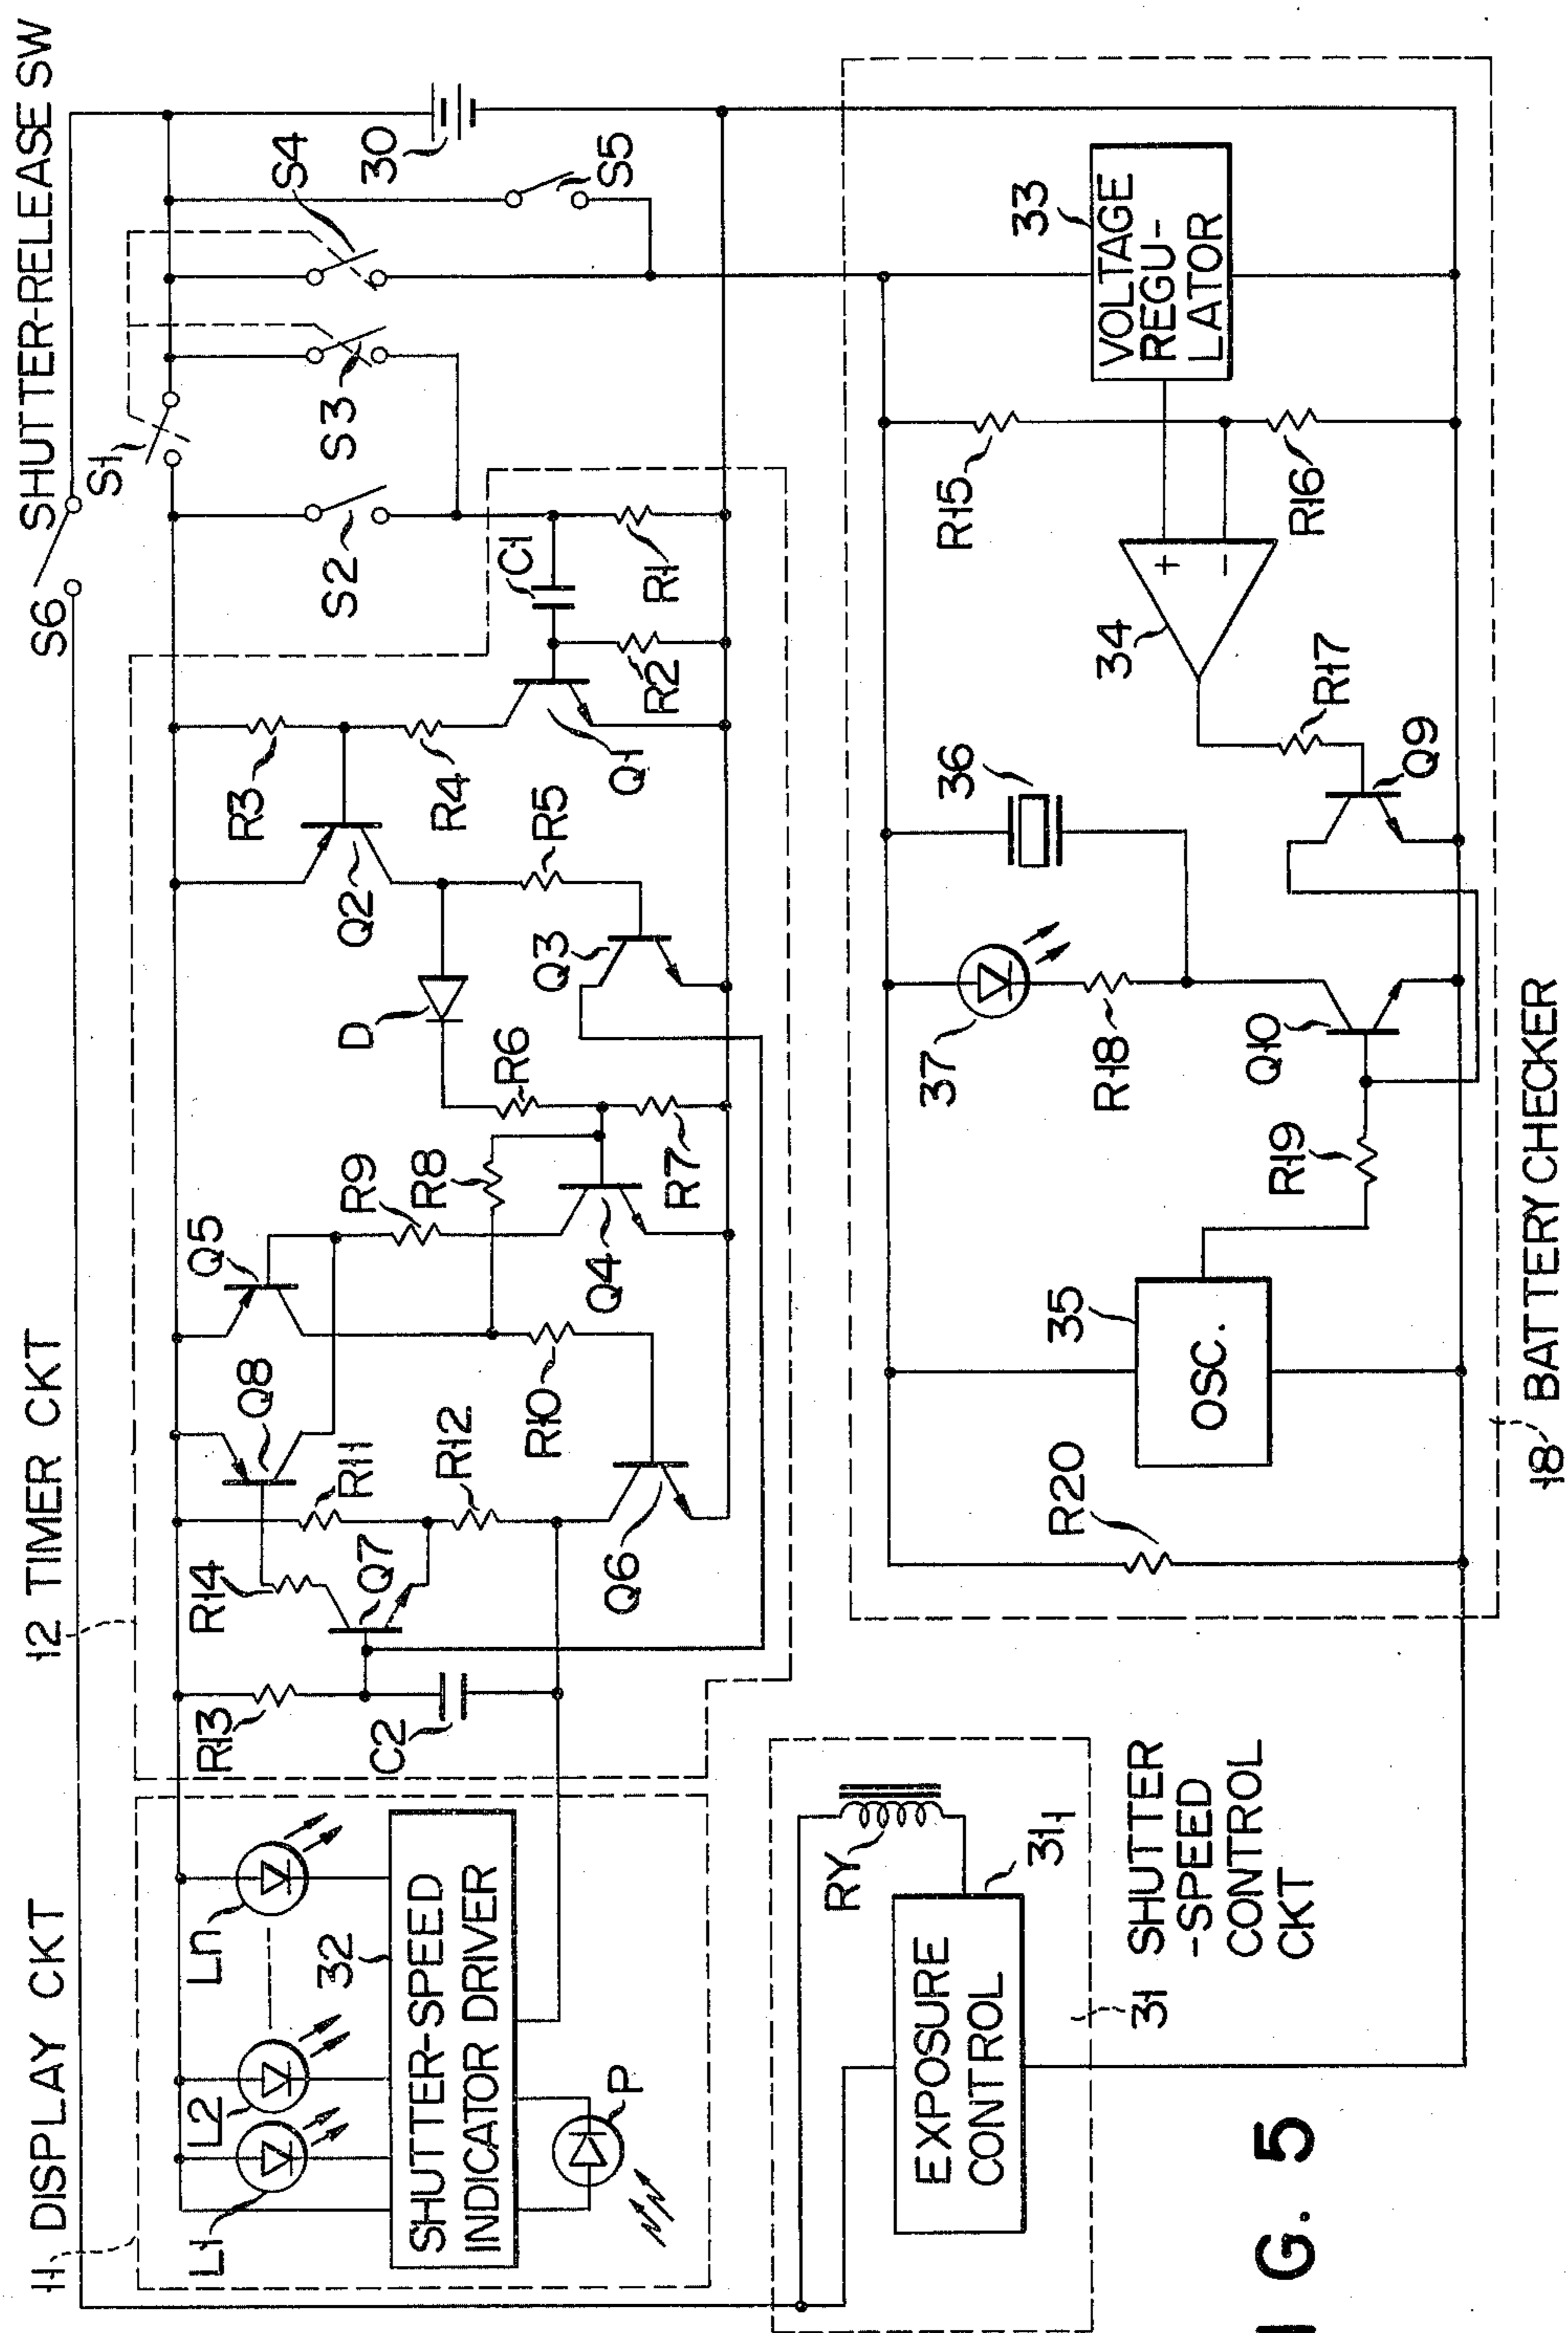 11 DISPLAY CKT
12 TIMER CKT
S6 SHUTTER-RELEASE SW
S1
S2
S3
S4
S5
30
L1
L2
Ln
32
SHUTTER-SPEED
INDICATOR DRIVER
P
R13
C2
R14
Q7
R11
R12
Q8
Q6
Q5
R10
R9
R8
Q4
R7
R6
D
Q3
Q2
R5
R3
R4
Q1
R2
C1
R1
RY
31₁
EXPOSURE
CONTROL
31 SHUTTER
-SPEED
CONTROL
CKT
R20
35
OSC.
R19
Q10
37
R18
36
Q9
R17
34
+
−
R15
R16
33
VOLTAGE
REGU-
LATOR
18 BATTERY CHECKER
G. 5